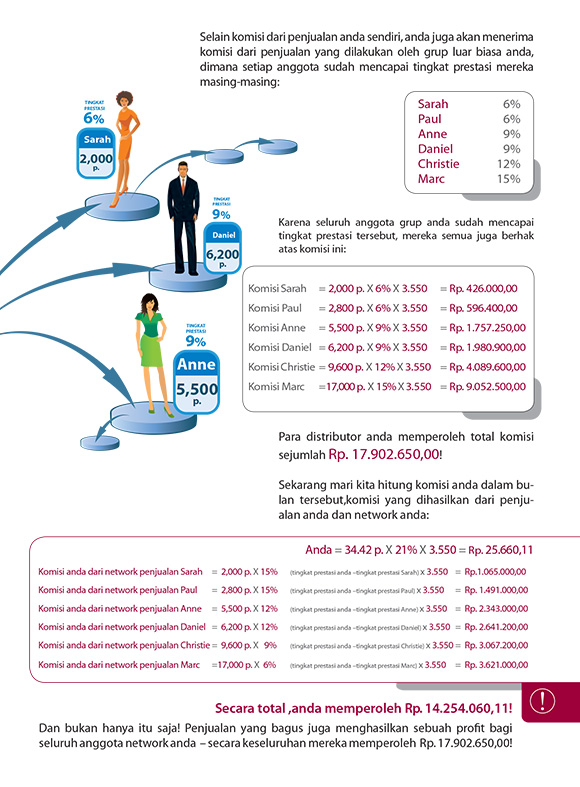 Selain komisi dari penjualan anda sendiri, anda juga akan menerima
komisi dari penjualan yang dilakukan oleh grup luar biasa anda,
dimana setiap anggota sudah mencapai tingkat prestasi mereka
masing-masing:
TINGKAT
PRESTASI
6%
Sarah
2,000
p.
Sarah 6%
Paul 6%
Anne 9%
Daniel 9%
Christie 12%
Marc 15%
TINGKAT
PRESTASI
9%
Daniel
6,200
p.
Karena seluruh anggota grup anda sudah mencapai
tingkat prestasi tersebut, mereka semua juga berhak
atas komisi ini:
Komisi Sarah = 2,000 p. X 6% X 3.550 = Rp. 426.000,00
Komisi Paul = 2,800 p. X 6% X 3.550 = Rp. 596.400,00
Komisi Anne = 5,500 p. X 9% X 3.550 = Rp. 1.757.250,00
Komisi Daniel = 6,200 p. X 9% X 3.550 = Rp. 1.980.900,00
Komisi Christie = 9,600 p. X 12% X 3.550 = Rp. 4.089.600,00
Komisi Marc =17,000 p. X 15% X 3.550 = Rp. 9.052.500,00
TINGKAT
PRESTASI
9%
Anne
5,500
p.
Para distributor anda memperoleh total komisi
sejumlah Rp. 17.902.650,00!
Sekarang mari kita hitung komisi anda dalam bu-
lan tersebut,komisi yang dihasilkan dari penju-
alan anda dan network anda:
Anda = 34.42 p. X 21% X 3.550 = Rp. 25.660,11
Komisi anda dari network penjualan Sarah = 2,000 p. X 15% (tingkat prestasi anda –tingkat prestasi Sarah) X 3.550 = Rp.1.065.000,00
Komisi anda dari network penjualan Paul = 2,800 p. X 15% (tingkat prestasi anda –tingkat prestasi Paul) X 3.550 = Rp. 1.491.000,00
Komisi anda dari network penjualan Anne = 5,500 p. X 12% (tingkat prestasi anda –tingkat prestasi Anne) X 3.550 = Rp. 2.343.000,00
Komisi anda dari network penjualan Daniel = 6,200 p. X 12% (tingkat prestasi anda –tingkat prestasi Daniel) X 3.550 = Rp. 2.641.200,00
Komisi anda dari network penjualan Christie = 9,600 p. X 9% (tingkat prestasi anda –tingkat prestasi Christie) X 3.550 = Rp. 3.067.200,00
Komisi anda dari network penjualan Marc =17,000 p. X 6% (tingkat prestasi anda –tingkat prestasi Marc) X 3.550 = Rp. 3.621.000,00
!
Secara total ,anda memperoleh Rp. 14.254.060,11!
Dan bukan hanya itu saja! Penjualan yang bagus juga menghasilkan sebuah profit bagi
seluruh anggota network anda – secara keseluruhan mereka memperoleh Rp. 17.902.650,00!